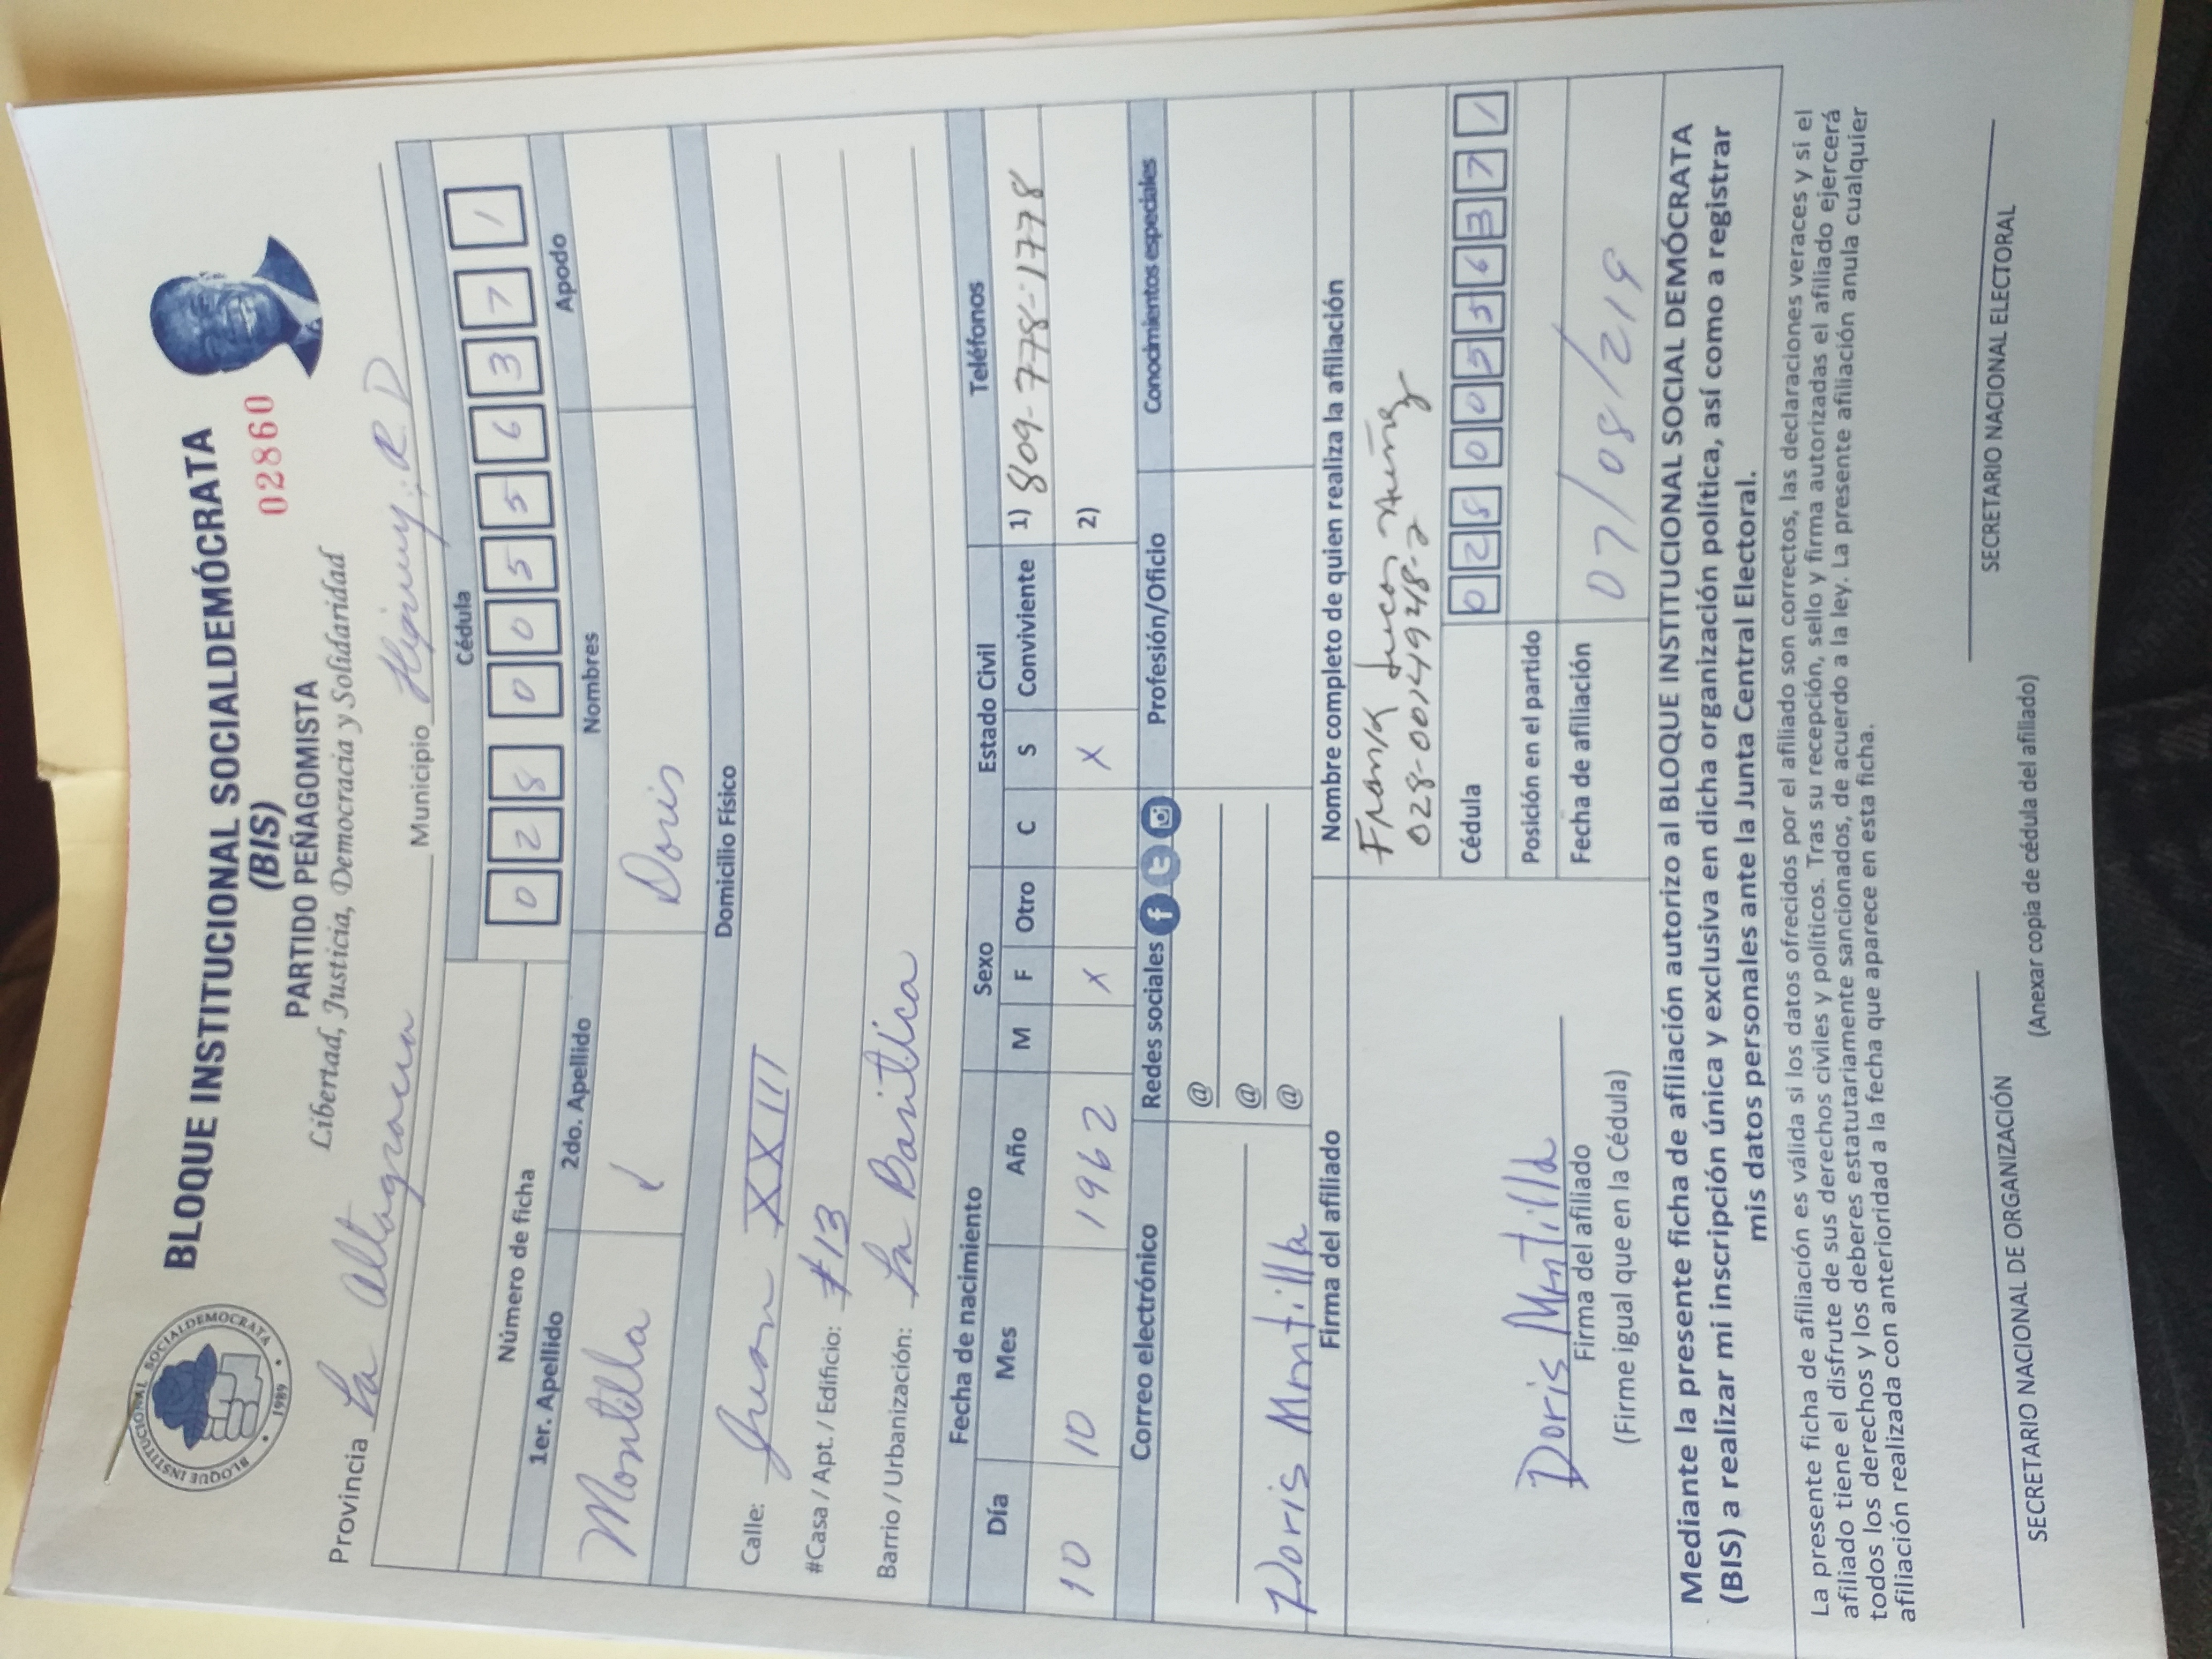 BLOQUE INSTITUCIONAL SOCIALDEMÓCRATA
(BIS)
02860
PARTIDO PEÑAGOMISTA
Libertad, Justicia, Democracia y Solidaridad
BLOQUE INSTITUCIONAL SOCIALDEMOCRATA
• 1989 •
Provincia La Altagracia Municipio Higuey, R.D
Cédula
0 2 8 0 0 5 5 6 3 7 1
Número de ficha
1er. Apellido 2do. Apellido Nombres Apodo
Montilla Doris
Domicilio Físico
Calle: Juan XXIII
#Casa / Apt. / Edificio: #13
Barrio / Urbanización: La Basilica
Fecha de nacimiento Sexo Estado Civil Teléfonos
Día Mes Año M F Otro C S Conviviente 1) 809-778-1778
10 10 1962 X X 2)
Correo electrónico Redes sociales Profesión/Oficio Conocimientos especiales
@
@
@
Doris Montilla
Firma del afiliado Nombre completo de quien realiza la afiliación
Frank
Cédula 0 2 8 0 0 5 5 6 3 7 1
Posición en el partido
Fecha de afiliación 07/08/219
Doris Montilla
Firma del afiliado
(Firme igual que en la Cédula)
Mediante la presente ficha de afiliación autorizo al BLOQUE INSTITUCIONAL SOCIAL DEMÓCRATA
(BIS) a realizar mi inscripción única y exclusiva en dicha organización política, así como a registrar
mis datos personales ante la Junta Central Electoral.
La presente ficha de afiliación es válida si los datos ofrecidos por el afiliado son correctos, las declaraciones veraces y si el
afiliado tiene el disfrute de sus derechos civiles y políticos. Tras su recepción, sello y firma autorizadas el afiliado ejercerá
todos los derechos y los deberes estatutariamente sancionados, de acuerdo a la ley. La presente afiliación anula cualquier
afiliación realizada con anterioridad a la fecha que aparece en esta ficha.
SECRETARIO NACIONAL DE ORGANIZACIÓN SECRETARIO NACIONAL ELECTORAL
(Anexar copia de cédula del afiliado)